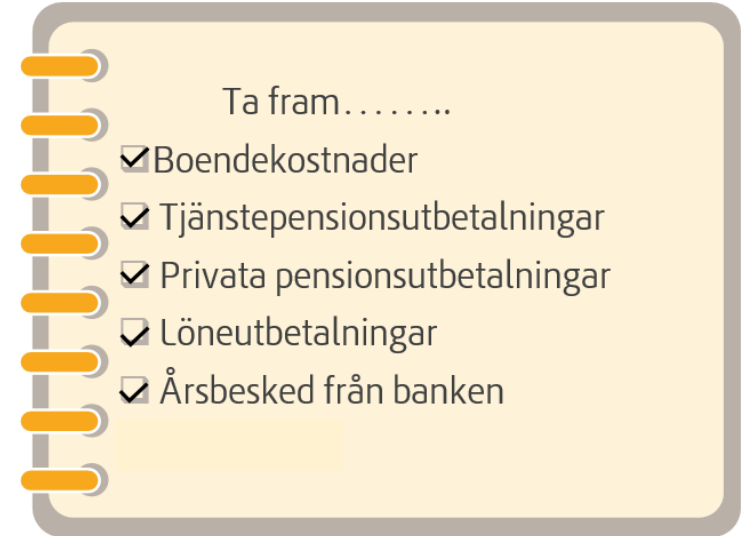 Ta fram........
Boendekostnader
Tjänstepensionsutbetalningar
Privata pensionsutbetalningar
Löneutbetalningar
Årsbesked från banken